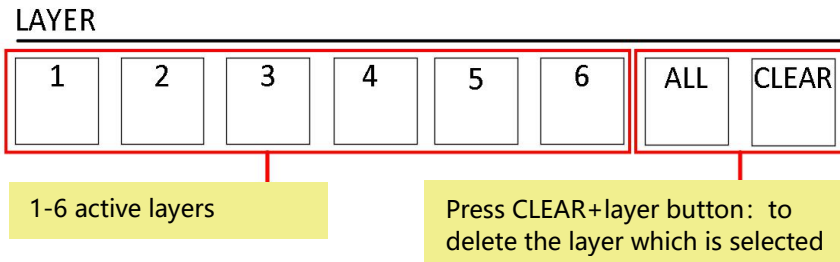 LAYER
1 2 3 4 5 6 ALL CLEAR
1-6 active layers
Press CLEAR+layer button: to
delete the layer which is selected